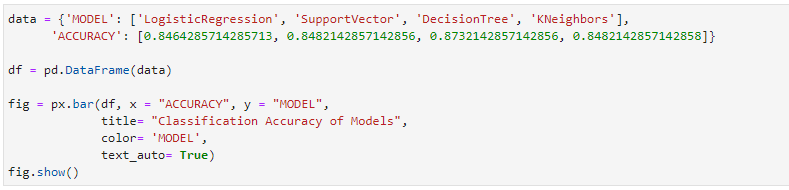 data = {'MODEL': ['LogisticRegression', 'SupportVector', 'DecisionTree', 'KNeighbors'],
'ACCURACY': [0.8464285714285713, 0.8482142857142856, 0.8732142857142856, 0.8482142857142858]}
df = pd.DataFrame(data)
fig = px.bar(df, x = "ACCURACY", y = "MODEL",
title= "Classification Accuracy of Models",
color= 'MODEL',
text_auto= True)
fig.show()